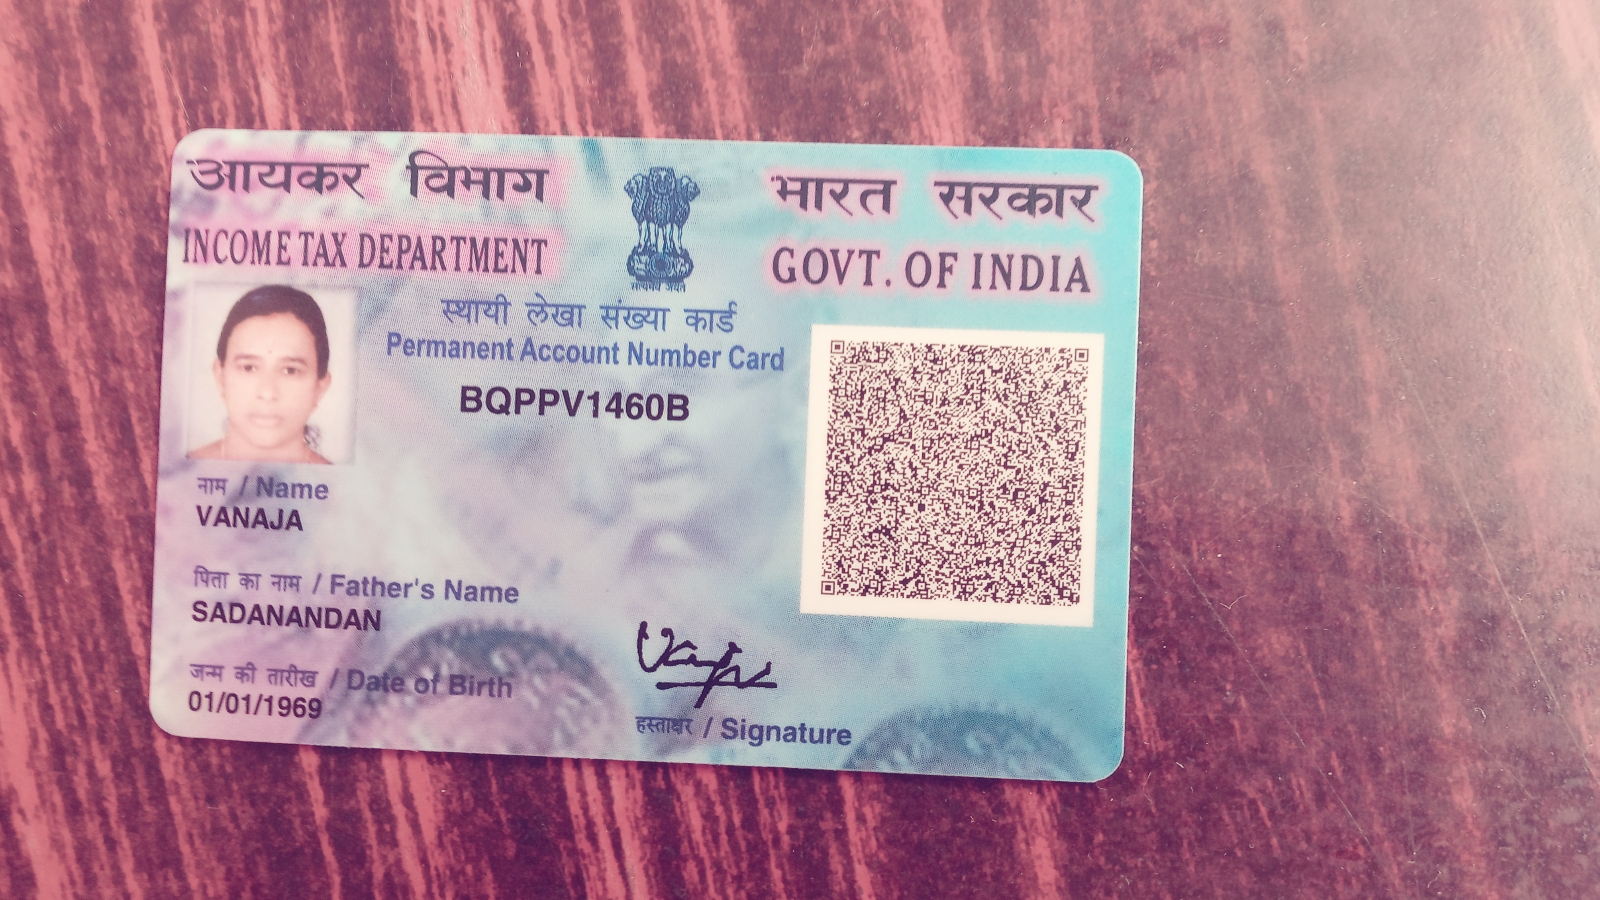 आयकर विभाग
INCOME TAX DEPARTMENT
सत्यमेव जयते
भारत सरकार
GOVT. OF INDIA
स्थायी लेखा संख्या कार्ड
Permanent Account Number Card
BQPPV1460B
नाम / Name
VANAJA
पिता का नाम / Father's Name
SADANANDAN
जन्म की तारीख / Date of Birth
01/01/1969
हस्ताक्षर / Signature